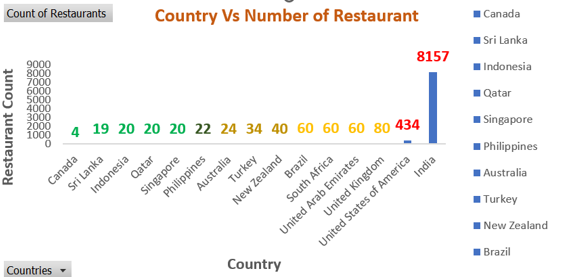 Count of Restaurants
Country Vs Number of Restaurant
Restaurant Count
9000
8000
7000
6000
5000
4000
3000
2000
1000
0
4
19
20
20
20
22
24
34
40
60
60
60
80
434
8157
Canada
Sri Lanka
Indonesia
Qatar
Singapore
Philippines
Australia
Turkey
New Zealand
Brazil
South Africa
United Arab Emirates
United Kingdom
United States of America
India
Country
Countries
Canada
Sri Lanka
Indonesia
Qatar
Singapore
Philippines
Australia
Turkey
New Zealand
Brazil